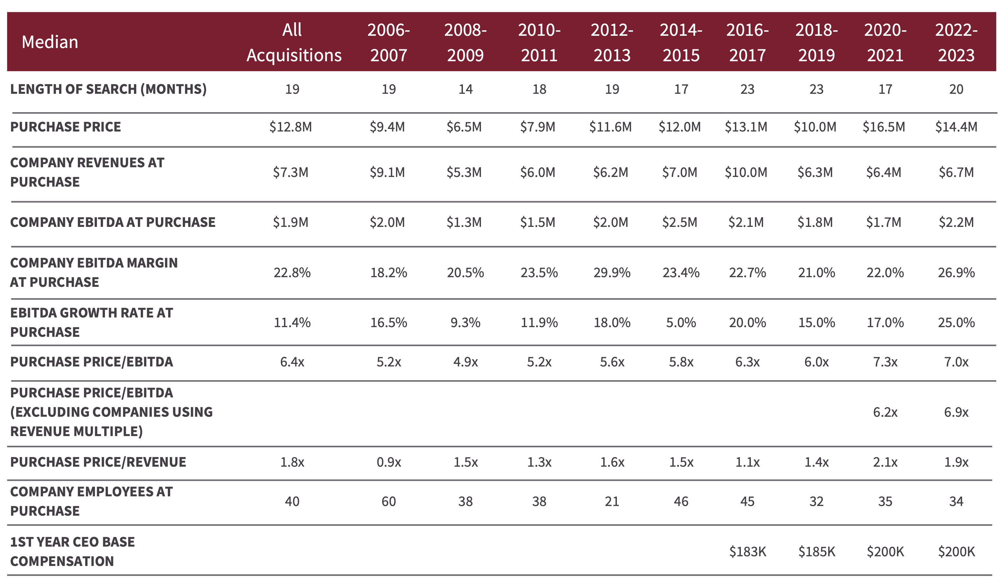 Median All Acquisitions 2006-2007 2008-2009 2010-2011 2012-2013 2014-2015 2016-2017 2018-2019 2020-2021 2022-2023
LENGTH OF SEARCH (MONTHS) 19 19 14 18 19 17 23 23 17 20
PURCHASE PRICE $12.8M $9.4M $6.5M $7.9M $11.6M $12.0M $13.1M $10.0M $16.5M $14.4M
COMPANY REVENUES AT
PURCHASE
$7.3M $9.1M $5.3M $6.0M $6.2M $7.0M $10.0M $6.3M $6.4M $6.7M
COMPANY EBITDA AT PURCHASE $1.9M $2.0M $1.3M $1.5M $2.0M $2.5M $2.1M $1.8M $1.7M $2.2M
COMPANY EBITDA MARGIN
AT PURCHASE
22.8% 18.2% 20.5% 23.5% 29.9% 23.4% 22.7% 21.0% 22.0% 26.9%
EBITDA GROWTH RATE AT
PURCHASE
11.4% 16.5% 9.3% 11.9% 18.0% 5.0% 20.0% 15.0% 17.0% 25.0%
PURCHASE PRICE/EBITDA 6.4x 5.2x 4.9x 5.2x 5.6x 5.8x 6.3x 6.0x 7.3x 7.0x
PURCHASE PRICE/EBITDA
(EXCLUDING COMPANIES USING
REVENUE MULTIPLE)
6.2x 6.9x
PURCHASE PRICE/REVENUE 1.8x 0.9x 1.5x 1.3x 1.6x 1.5x 1.1x 1.4x 2.1x 1.9x
COMPANY EMPLOYEES AT
PURCHASE
40 60 38 38 21 46 45 32 35 34
1ST YEAR CEO BASE
COMPENSATION
$183K $185K $200K $200K